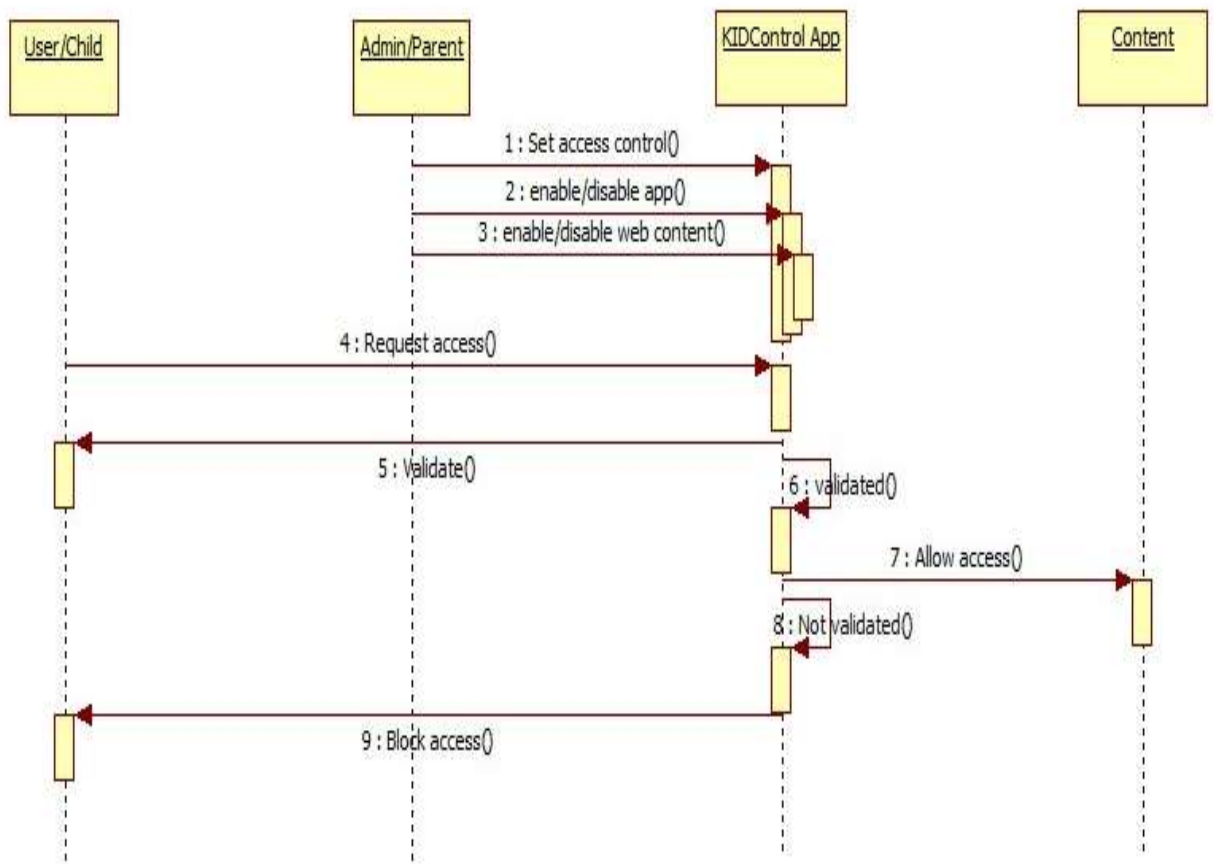 User/Child
Admin/Parent
KIDControl App
Content
1 : Set access control()
2 : enable/disable app()
3 : enable/disable web content()
4 : Request access()
5 : Validate()
6 : validated()
7 : Allow access()
8 : Not validated()
9 : Block access()